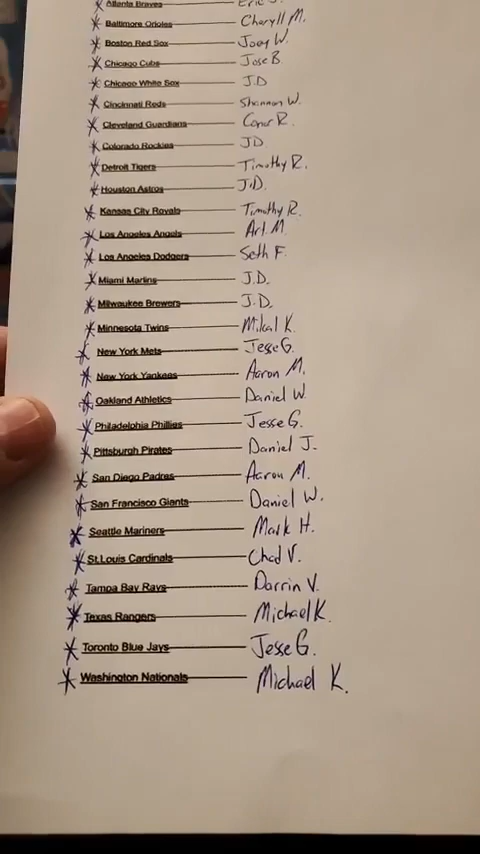 Atlanta Braves Eric J.
Baltimore Orioles Charyll M.
Boston Red Sox Joey W.
Chicago Cubs Jose B.
Chicago White Sox J.D
Cincinnati Reds Shannon W.
Cleveland Guardians Conor R.
Colorado Rockies JD
Detroit Tigers Timothy R.
Houston Astros J.D.
Kansas City Royals Timothy R.
Los Angeles Angels Art. M
Los Angeles Dodgers Seth F.
Miami Marlins J.D.
Milwaukee Brewers J.D.
Minnesota Twins Mikal K.
New York Mets Jesse G.
New York Yankees Aaron M.
Oakland Athletics Daniel W.
Philadelphia Phillies Jesse G.
Pittsburgh Pirates Daniel J.
San Diego Padres Aaron M.
San Francisco Giants Daniel W.
Seattle Mariners Mark H.
St.Louis Cardinals Chad V.
Tampa Bay Rays Darrin V.
Texas Rangers Michael K.
Toronto Blue Jays Jesse G.
Washington Nationals Michael K.